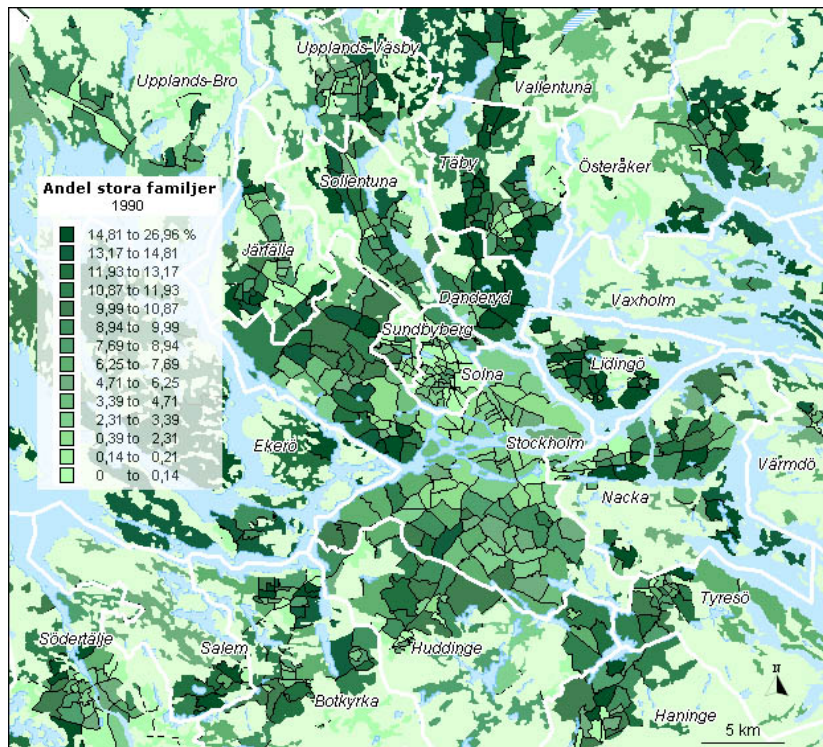 Upplands-Väsby
Upplands-Bro
Vallentuna
Täby
Österåker
Sollentuna
Andel stora familjer
1990
14,81 to 26,96 %
13,17 to 14,81
11,93 to 13,17
10,87 to 11,93
9,99 to 10,87
8,94 to 9,99
7,69 to 8,94
6,25 to 7,69
4,71 to 6,25
3,39 to 4,71
2,31 to 3,39
0,39 to 2,31
0,14 to 0,21
0 to 0,14
Järfälla
Danderyd
Vaxholm
Sundbyberg
Lidingö
Solna
Ekerö
Stockholm
Värmdö
Nacka
Tyresö
Södertälje
Salem
Huddinge
N
Botkyrka
Haninge
5 km